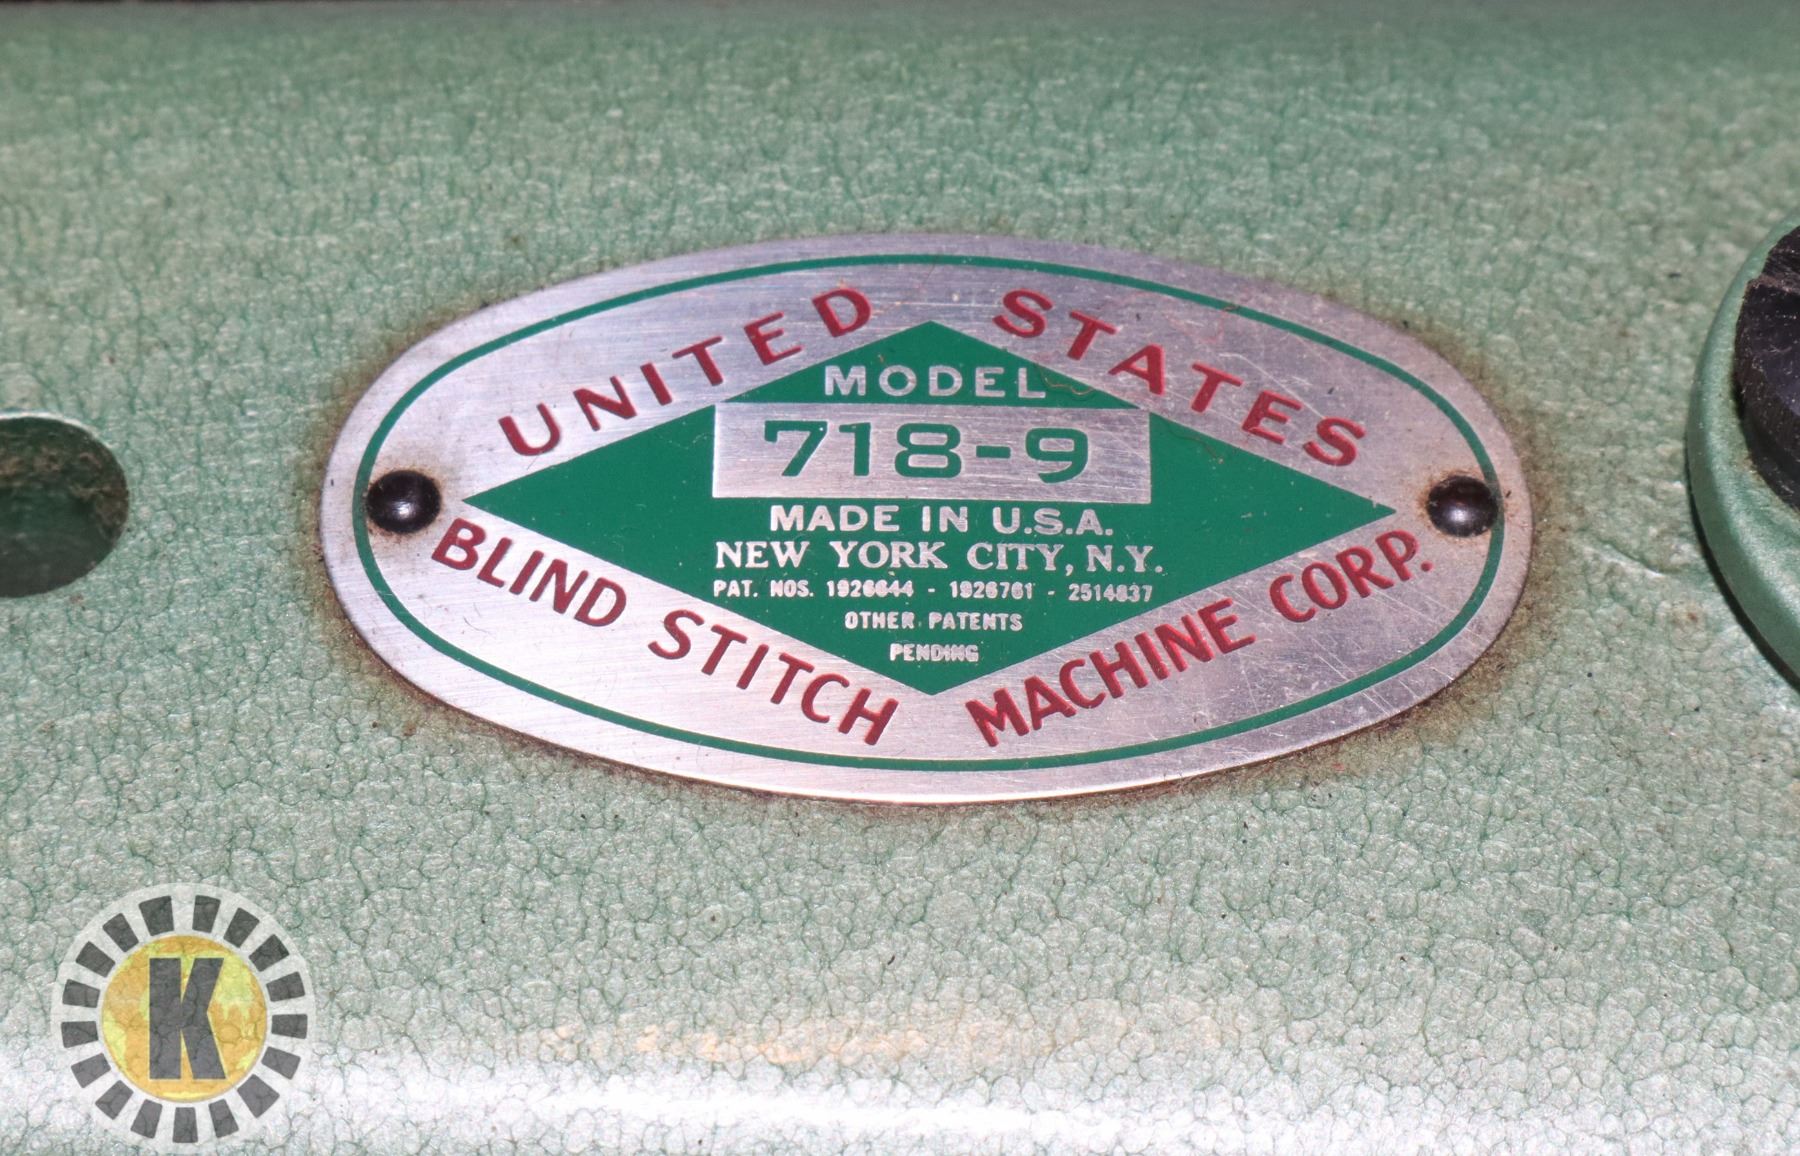 UNITED STATES
MODEL
718-9
MADE IN U.S.A.
NEW YORK CITY, N.Y.
PAT. NOS. 1926644 - 1926761 - 2514837
OTHER PATENTS
PENDING
BLIND STITCH MACHINE CORP.
K